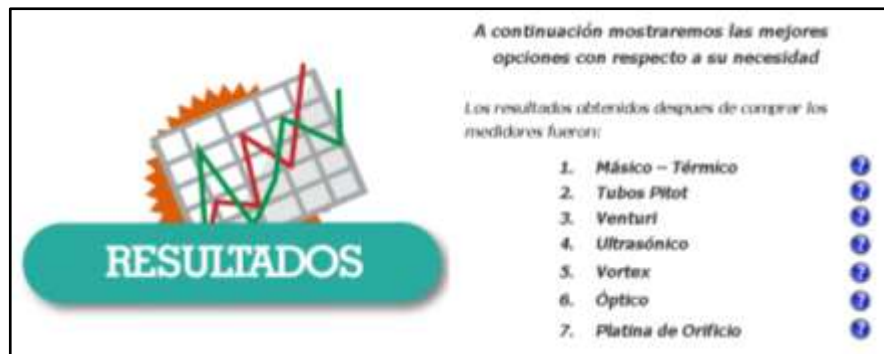 RESULTADOS
A continuación mostraremos las mejores
opciones con respecto a su necesidad
Los resultados obtenidos despues de comprar los
medidores fueron:
1. Másico – Térmico
2. Tubos Pitot
3. Venturi
4. Ultrasónico
5. Vortex
6. Óptico
7. Platina de Orificio